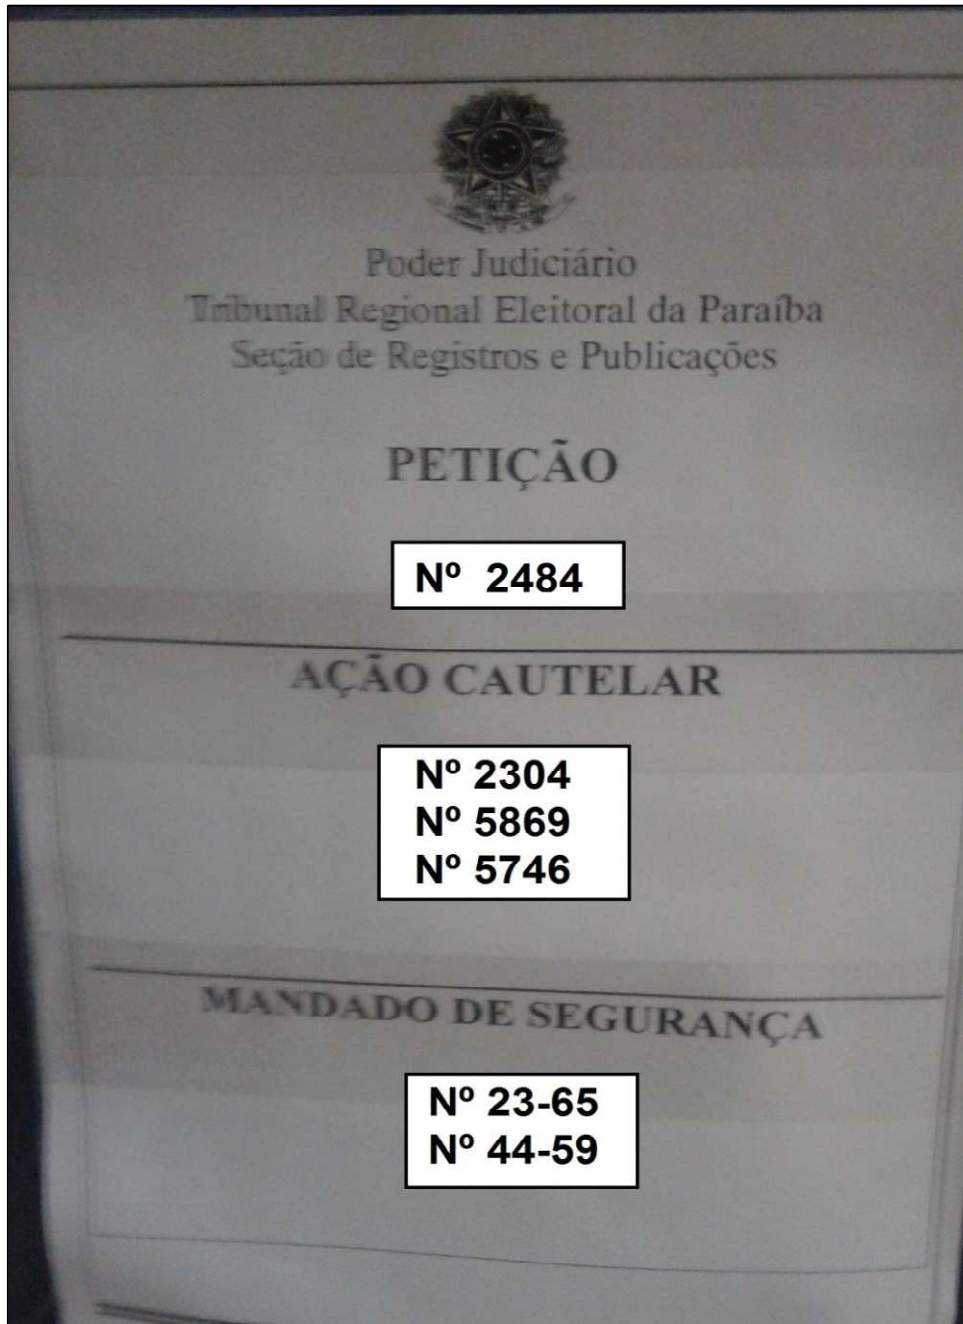 Poder Judiciário
Tribunal Regional Eleitoral da Paraíba
Seção de Registros e Publicações
PETIÇÃO
Nº 2484
AÇÃO CAUTELAR
Nº 2304
Nº 5869
Nº 5746
MANDADO DE SEGURANÇA
Nº 23-65
Nº 44-59